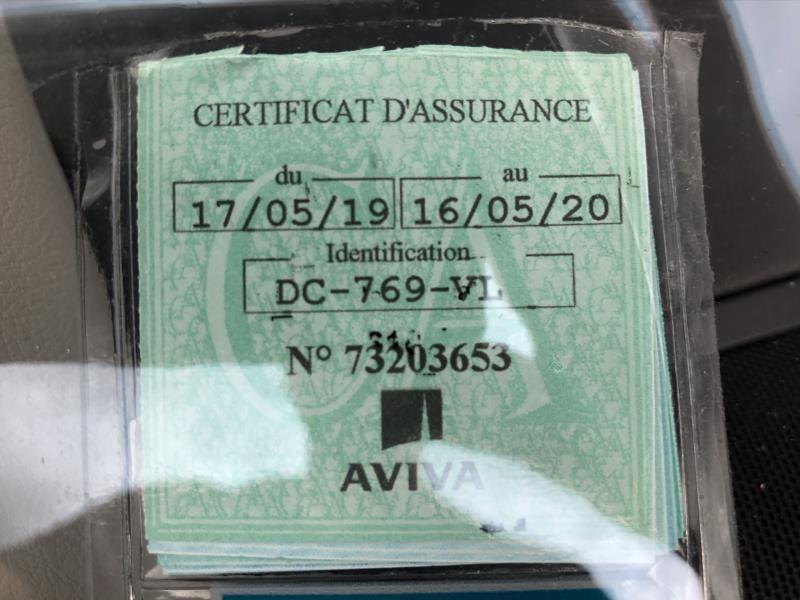 CERTIFICAT D'ASSURANCE
du au
17/05/19 16/05/20
Identification
DC-769-VL
N° 73203653
AVIVA